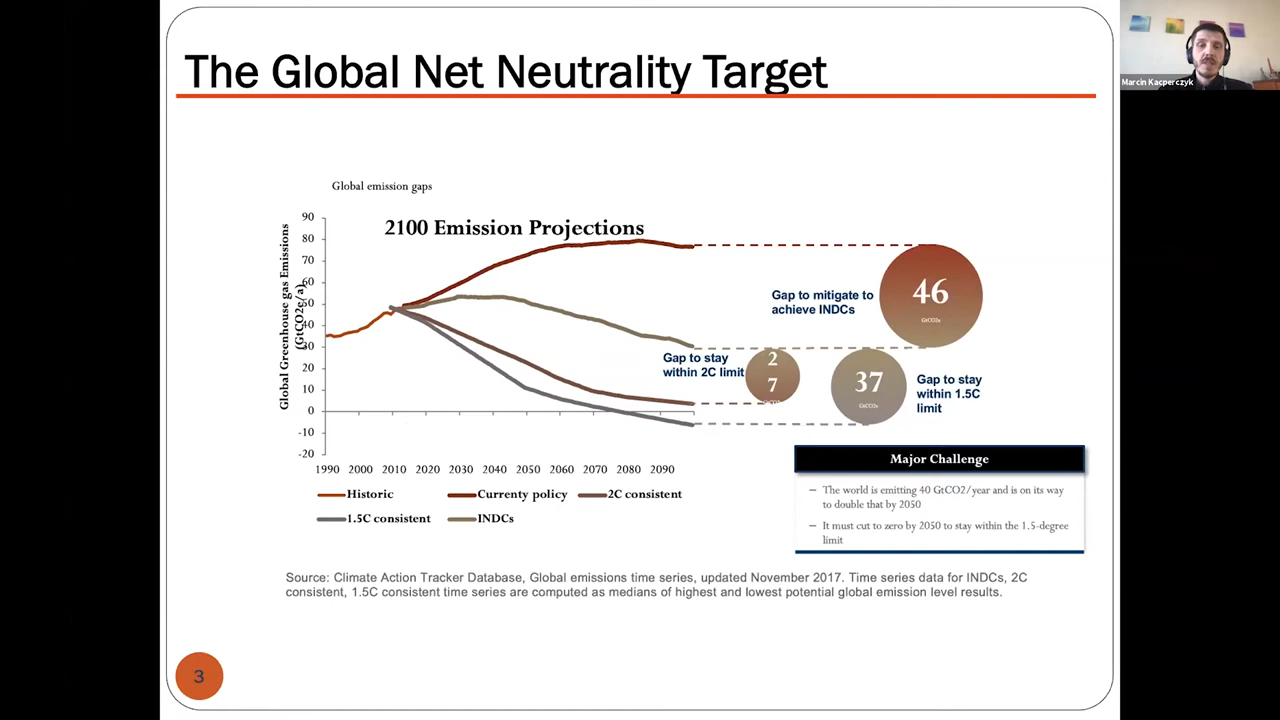 The Global Net Neutrality Target
Marcin Kacperczyk
Global emission gaps
2100 Emission Projections
Global Greenhouse gas Emissions
(GtCO2e/a)
90
80
70
60
50
40
30
20
10
0
-10
-20
1990 2000 2010 2020 2030 2040 2050 2060 2070 2080 2090
Historic Currenty policy 2C consistent
1.5C consistent INDCs
Gap to mitigate to
achieve INDCs
46
GtCO2e
Gap to stay
within 2C limit
2
7
37
GtCO2e
Gap to stay
within 1.5C
limit
Major Challenge
– The world is emitting 40 GtCO2/year and is on its way
to double that by 2050
– It must cut to zero by 2050 to stay within the 1.5-degree
limit
Source: Climate Action Tracker Database, Global emissions time series, updated November 2017. Time series data for INDCs, 2C
consistent, 1.5C consistent time series are computed as medians of highest and lowest potential global emission level results.
3